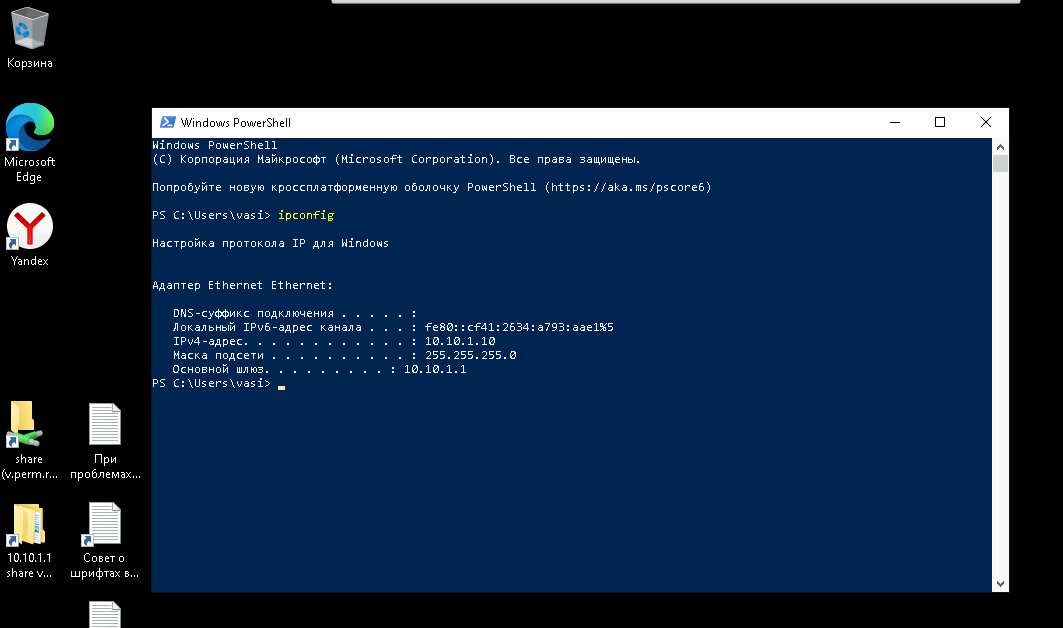 Корзина
Microsoft
Edge
Yandex
share
(v.perm.r...
При
проблемах...
10.10.1.1
share v...
Совет о
шрифтах в...
Windows PowerShell
Windows PowerShell
(C) Корпорация Майкрософт (Microsoft Corporation). Все права защищены.
Попробуйте новую кроссплатформенную оболочку PowerShell (https://aka.ms/pscore6)
PS C:\Users\vasi> ipconfig
Настройка протокола IP для Windows
Адаптер Ethernet Ethernet:
DNS-суффикс подключения . . . . . :
Локальный IPv6-адрес канала . . . : fe80::cf41:2634:a793:aae1%5
IPv4-адрес. . . . . . . . . . . . : 10.10.1.10
Маска подсети . . . . . . . . . . : 255.255.255.0
Основной шлюз. . . . . . . . . : 10.10.1.1
PS C:\Users\vasi>